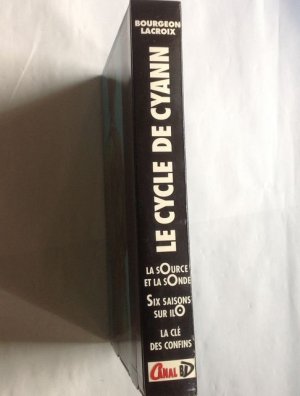 BOURGEON
LACROIX
LE CYCLE DE CYANN
LA SOURCE
ET LA SONDE
SIX SAISONS
SUR ILO
LA CLÉ
DES CONFINS
CANAL BD